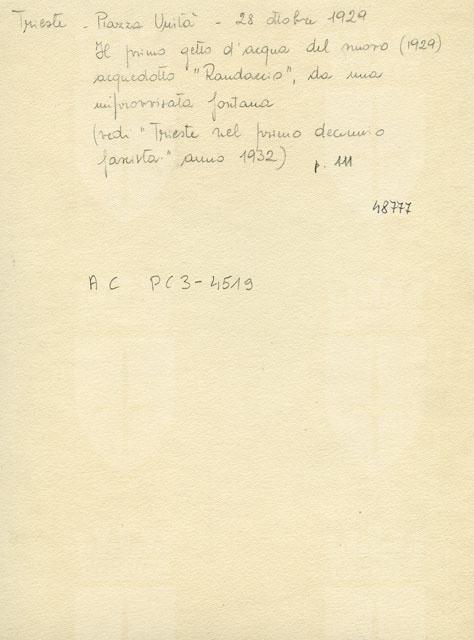 Trieste - Piazza Unità - 28 ottobre 1929
Il primo getto d'acqua del nuovo (1929)
acquedotto "Randaccio", da una
improvvisata fontana
(vedi "Trieste nel primo decennio
fascista" anno 1932) p. 111
48777
AC PC3-4519